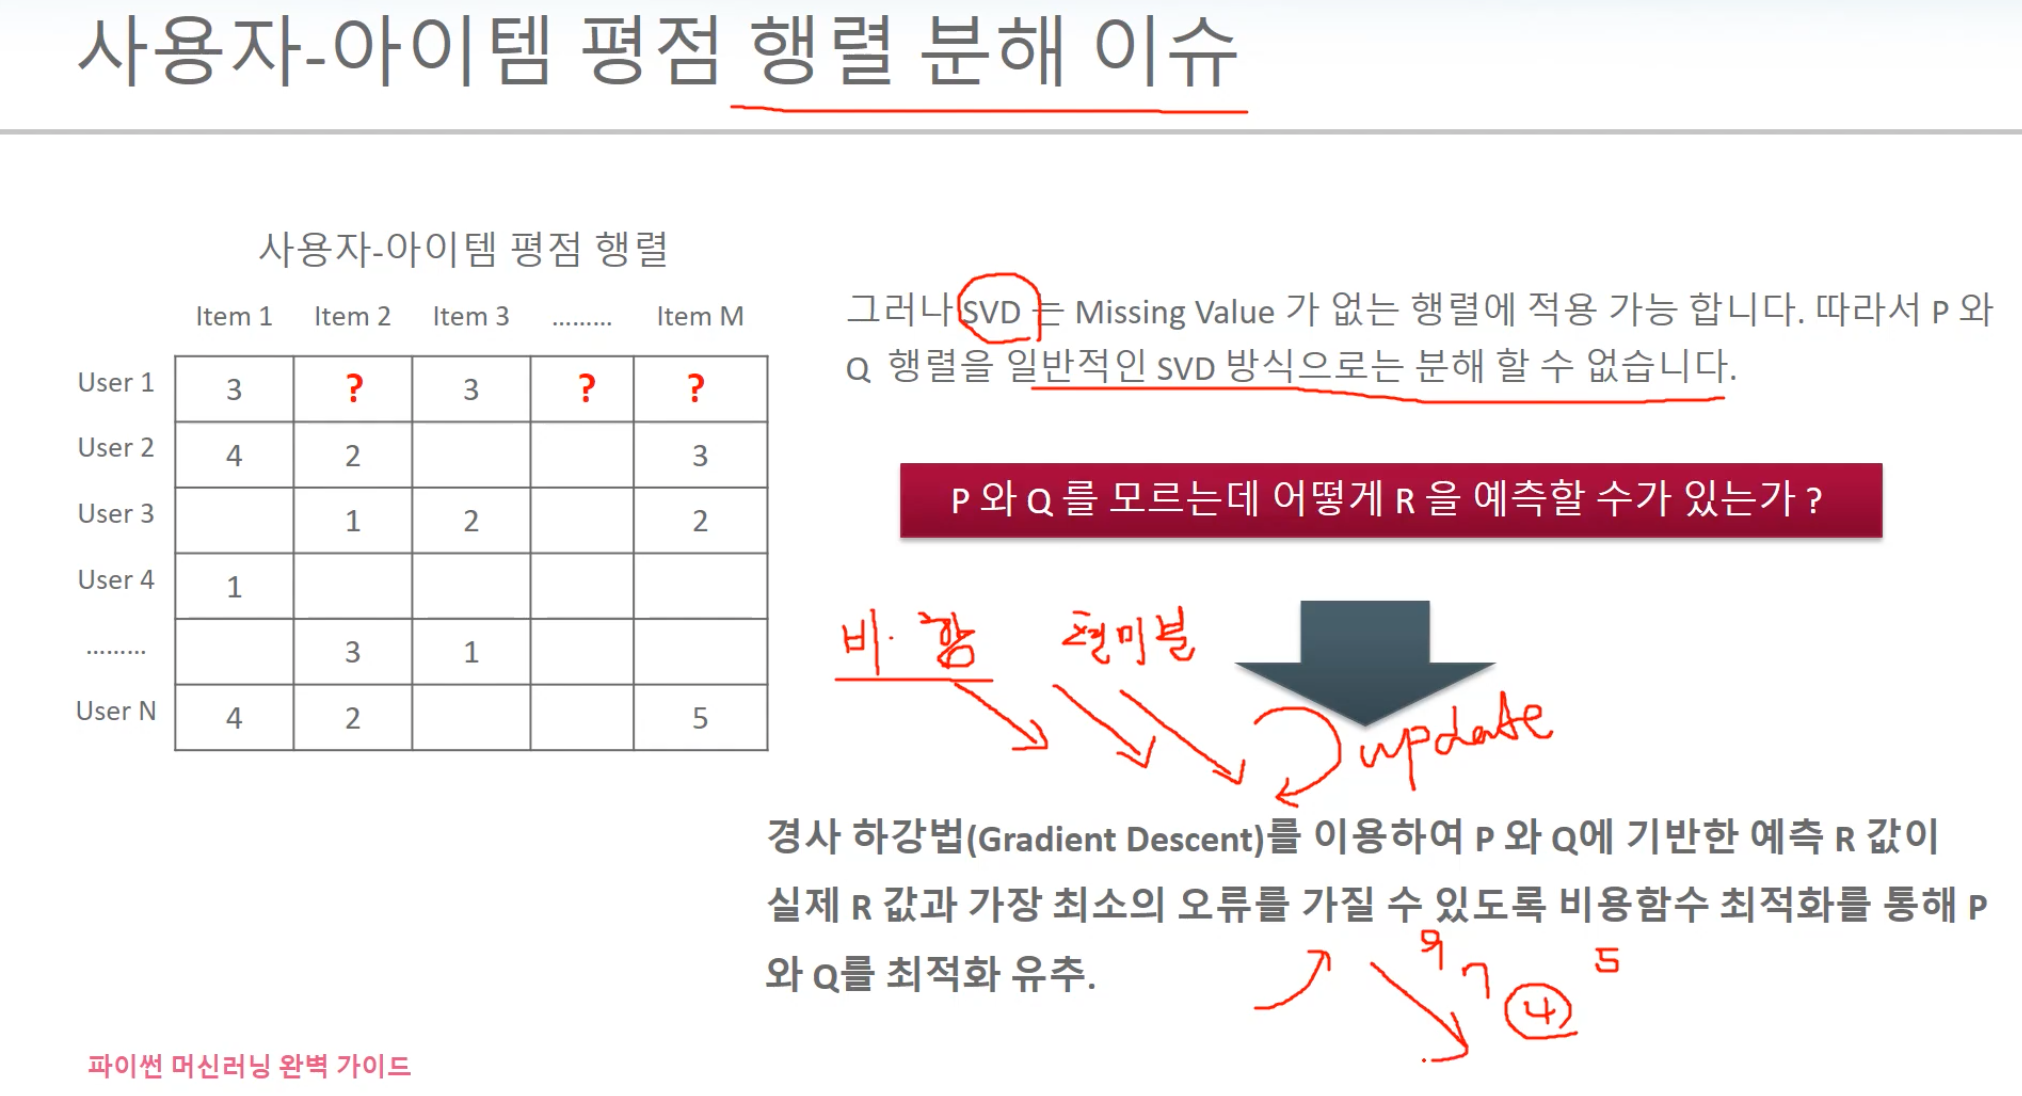 사용자-아이템 평점 행렬 분해 이슈
사용자-아이템 평점 행렬
Item 1 Item 2 Item 3 ……… Item M
User 1 3 ? 3 ? ?
User 2 4 2 3
User 3 1 2 2
User 4 1
……… 3 1
User N 4 2 5
그러나 SVD 는 Missing Value 가 없는 행렬에 적용 가능 합니다. 따라서 P 와
Q 행렬을 일반적인 SVD 방식으로는 분해 할 수 없습니다.
P 와 Q 를 모르는데 어떻게 R 을 예측할 수가 있는가 ?
비. 함 편미분
update
경사 하강법(Gradient Descent)를 이용하여 P 와 Q에 기반한 예측 R 값이
실제 R 값과 가장 최소의 오류를 가질 수 있도록 비용함수 최적화를 통해 P
와 Q를 최적화 유추.
9 7 4 5
파이썬 머신러닝 완벽 가이드